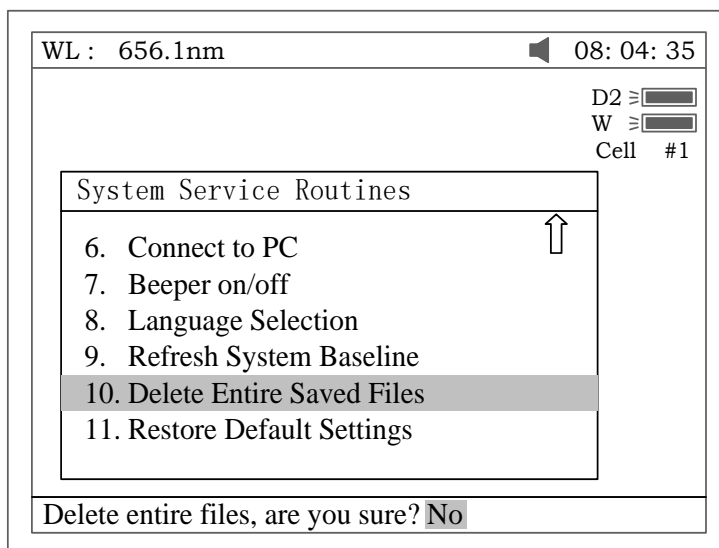 WL : 656.1nm 08: 04: 35
D2
W
Cell #1
System Service Routines
6. Connect to PC
7. Beeper on/off
8. Language Selection
9. Refresh System Baseline
10. Delete Entire Saved Files
11. Restore Default Settings
Delete entire files, are you sure? No